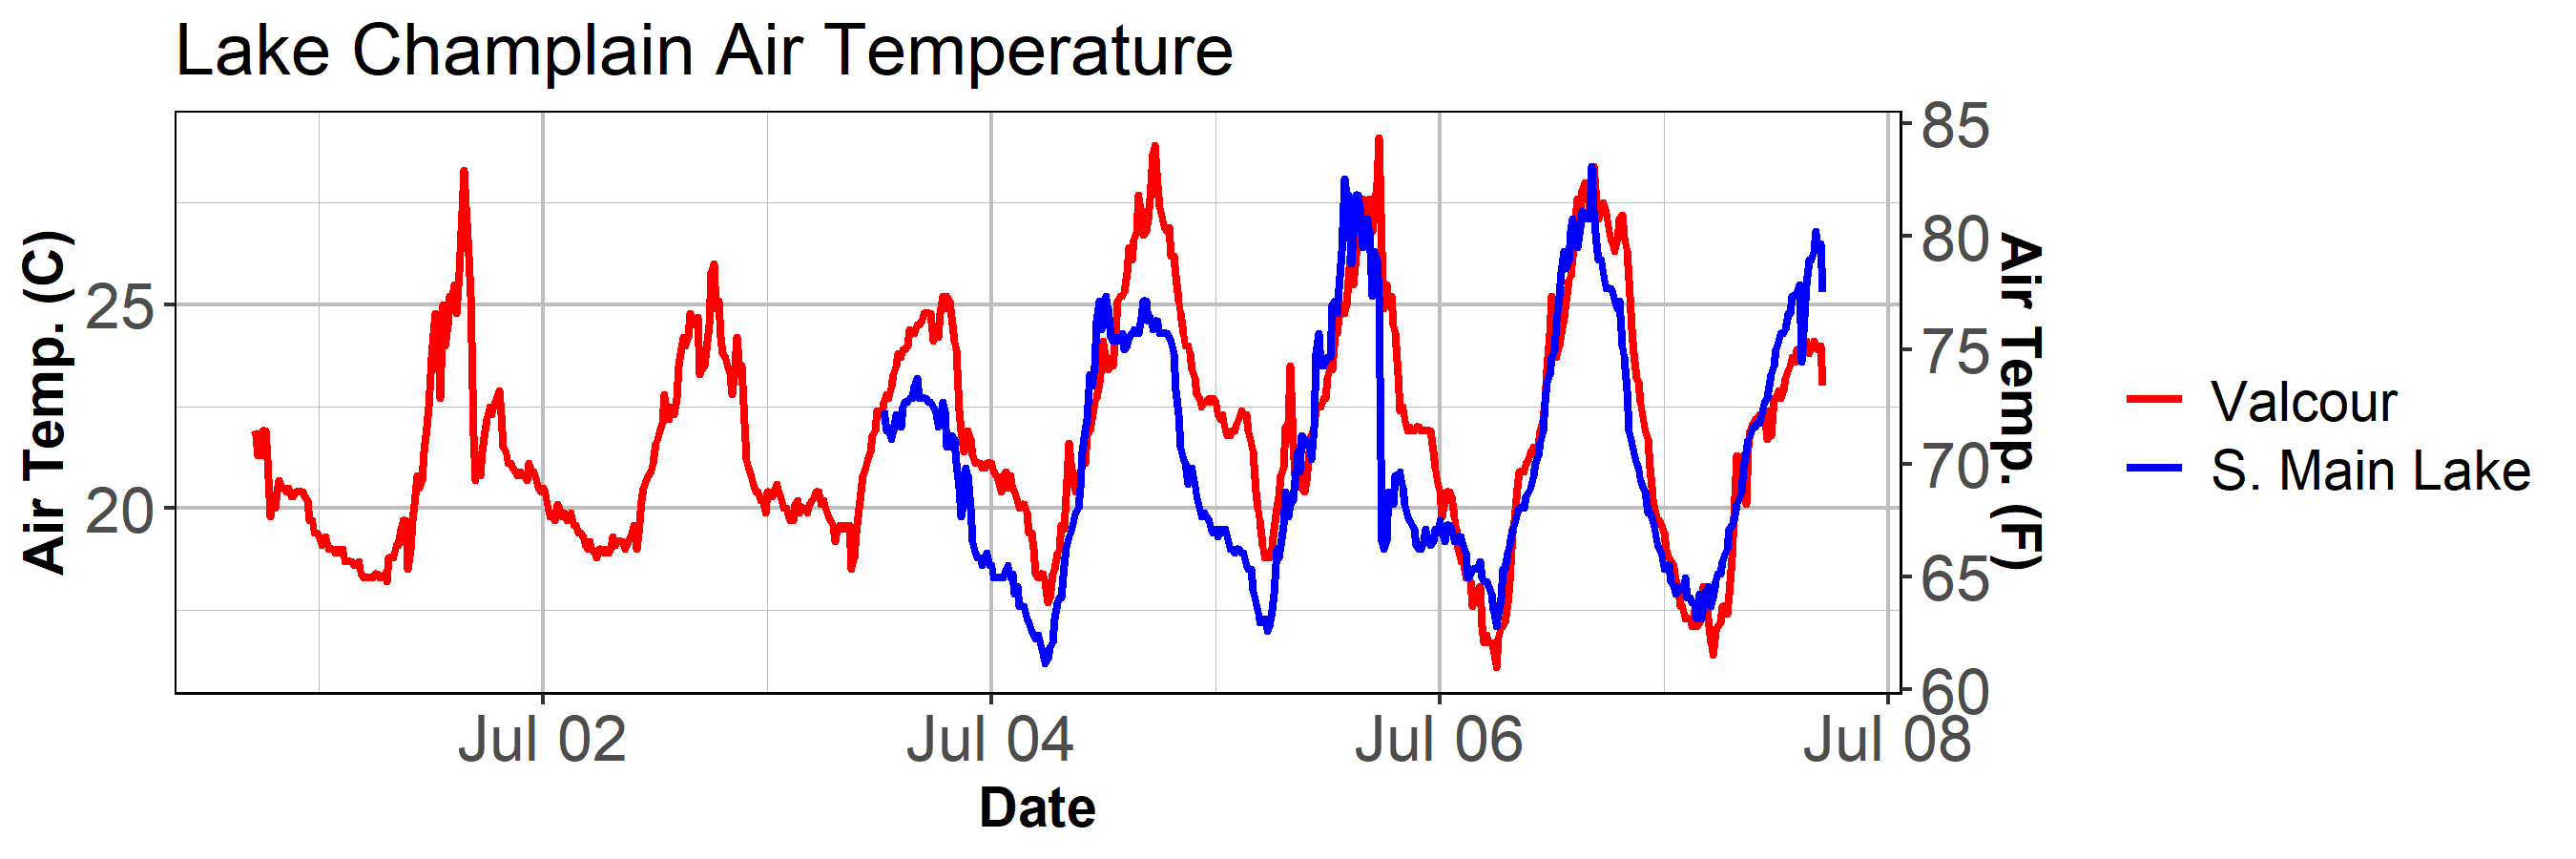 Lake Champlain Air Temperature
Air Temp. (C)
25
20
85
80
75
70
65
60
Air Temp. (F)
Jul 02
Jul 04
Jul 06
Jul 08
Date
Valcour
S. Main Lake